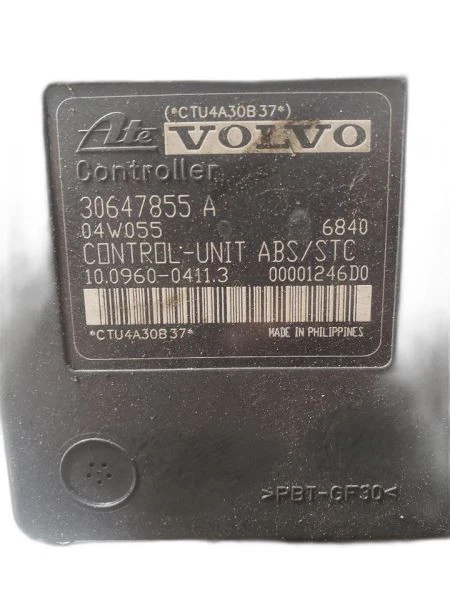 (*CTU4A30B37*)
Ate VOLVO
Controller
30647855 A
04W055 6840
CONTROL-UNIT ABS/STC
10.0960-0411.3 00001246D0
*CTU4A30B37* MADE IN PHILIPPINES
>PBT-GF30<